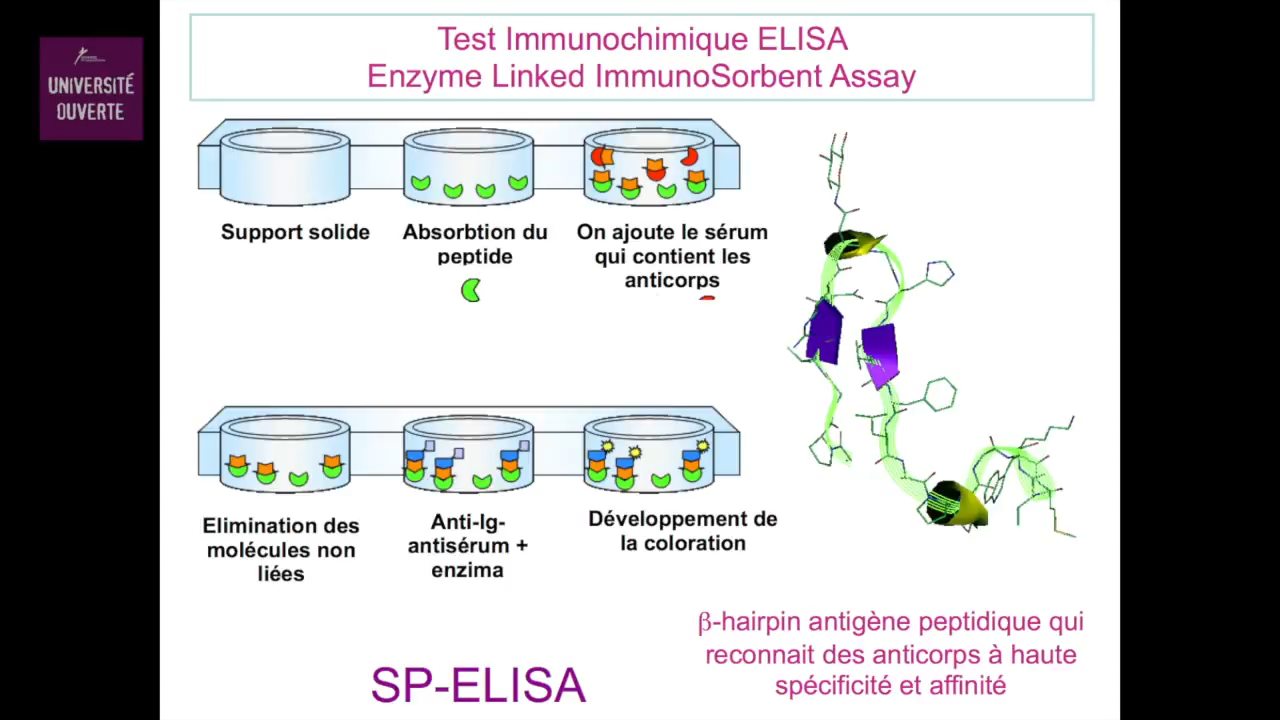 UNIVERSITÉ
OUVERTE
Test Immunochimique ELISA
Enzyme Linked ImmunoSorbent Assay
Support solide
Absorbtion du
peptide
On ajoute le sérum
qui contient les
anticorps
Elimination des
molécules non
liées
Anti-Ig-
antisérum +
enzima
Développement de
la coloration
SP-ELISA
β-hairpin antigène peptidique qui
reconnait des anticorps à haute
spécificité et affinité